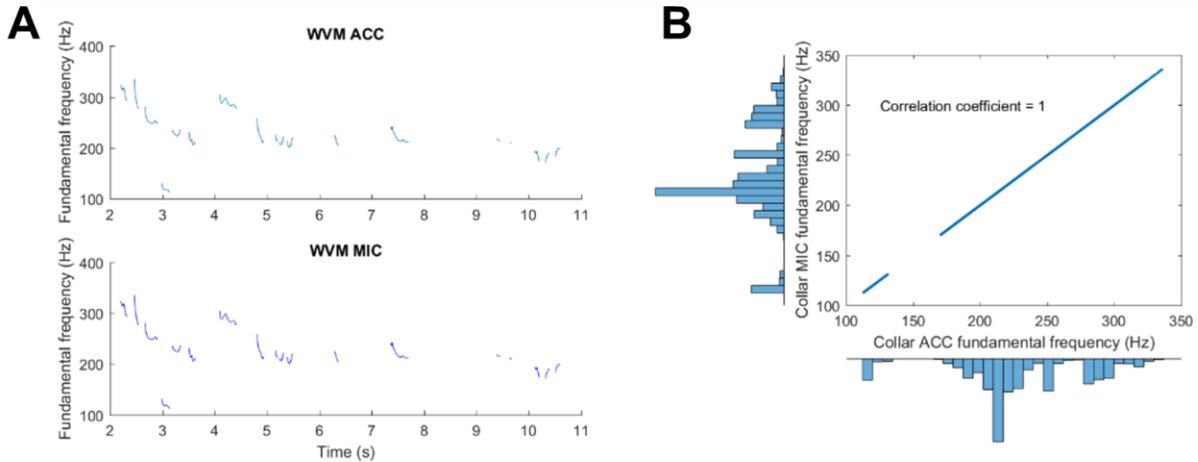 A
WVM ACC
Fundamental frequency (Hz)
400
300
200
100
2 3 4 5 6 7 8 9 10 11
WVM MIC
Fundamental frequency (Hz)
400
300
200
100
2 3 4 5 6 7 8 9 10 11
Time (s)
B
Collar MIC fundamental frequency (Hz)
350
300
250
200
150
100
Correlation coefficient = 1
100 150 200 250 300 350
Collar ACC fundamental frequency (Hz)